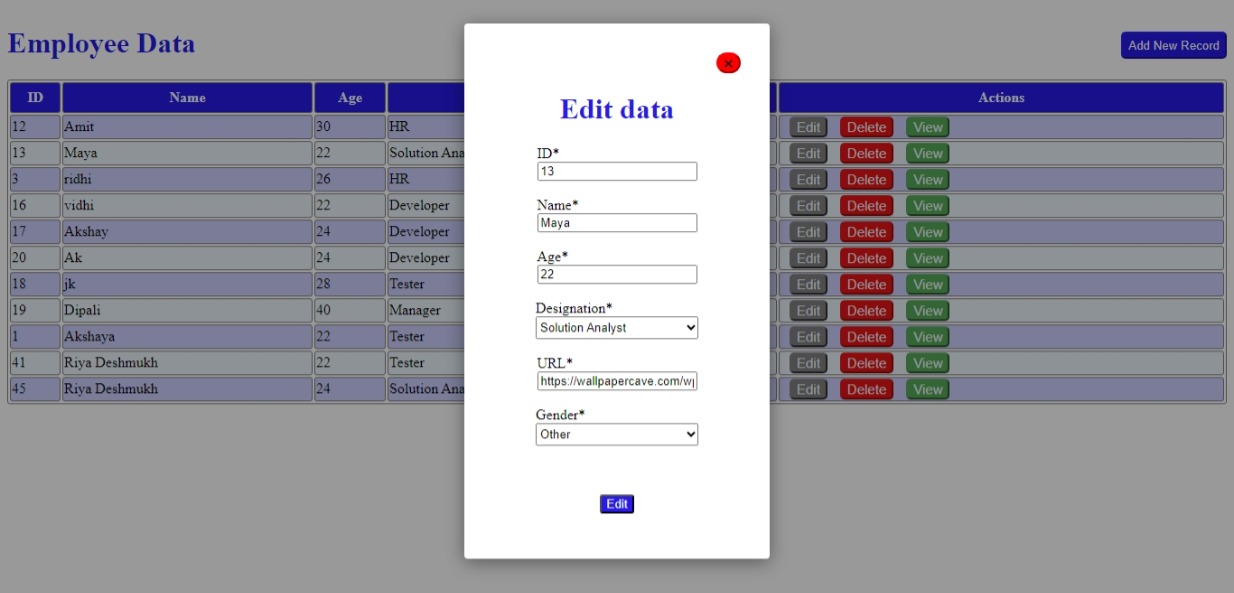 Employee Data
Add New Record
ID Name Age Actions
12 Amit 30 HR Edit Delete View
13 Maya 22 Solution Ana Edit Delete View
3 ridhi 26 HR Edit Delete View
16 vidhi 22 Developer Edit Delete View
17 Akshay 24 Developer Edit Delete View
20 Ak 24 Developer Edit Delete View
18 jk 28 Tester Edit Delete View
19 Dipali 40 Manager Edit Delete View
1 Akshaya 22 Tester Edit Delete View
41 Riya Deshmukh 22 Tester Edit Delete View
45 Riya Deshmukh 24 Solution Ana Edit Delete View
×
Edit data
ID*
13
Name*
Maya
Age*
22
Designation*
Solution Analyst
URL*
https://wallpapercave.com/wp
Gender*
Other
Edit